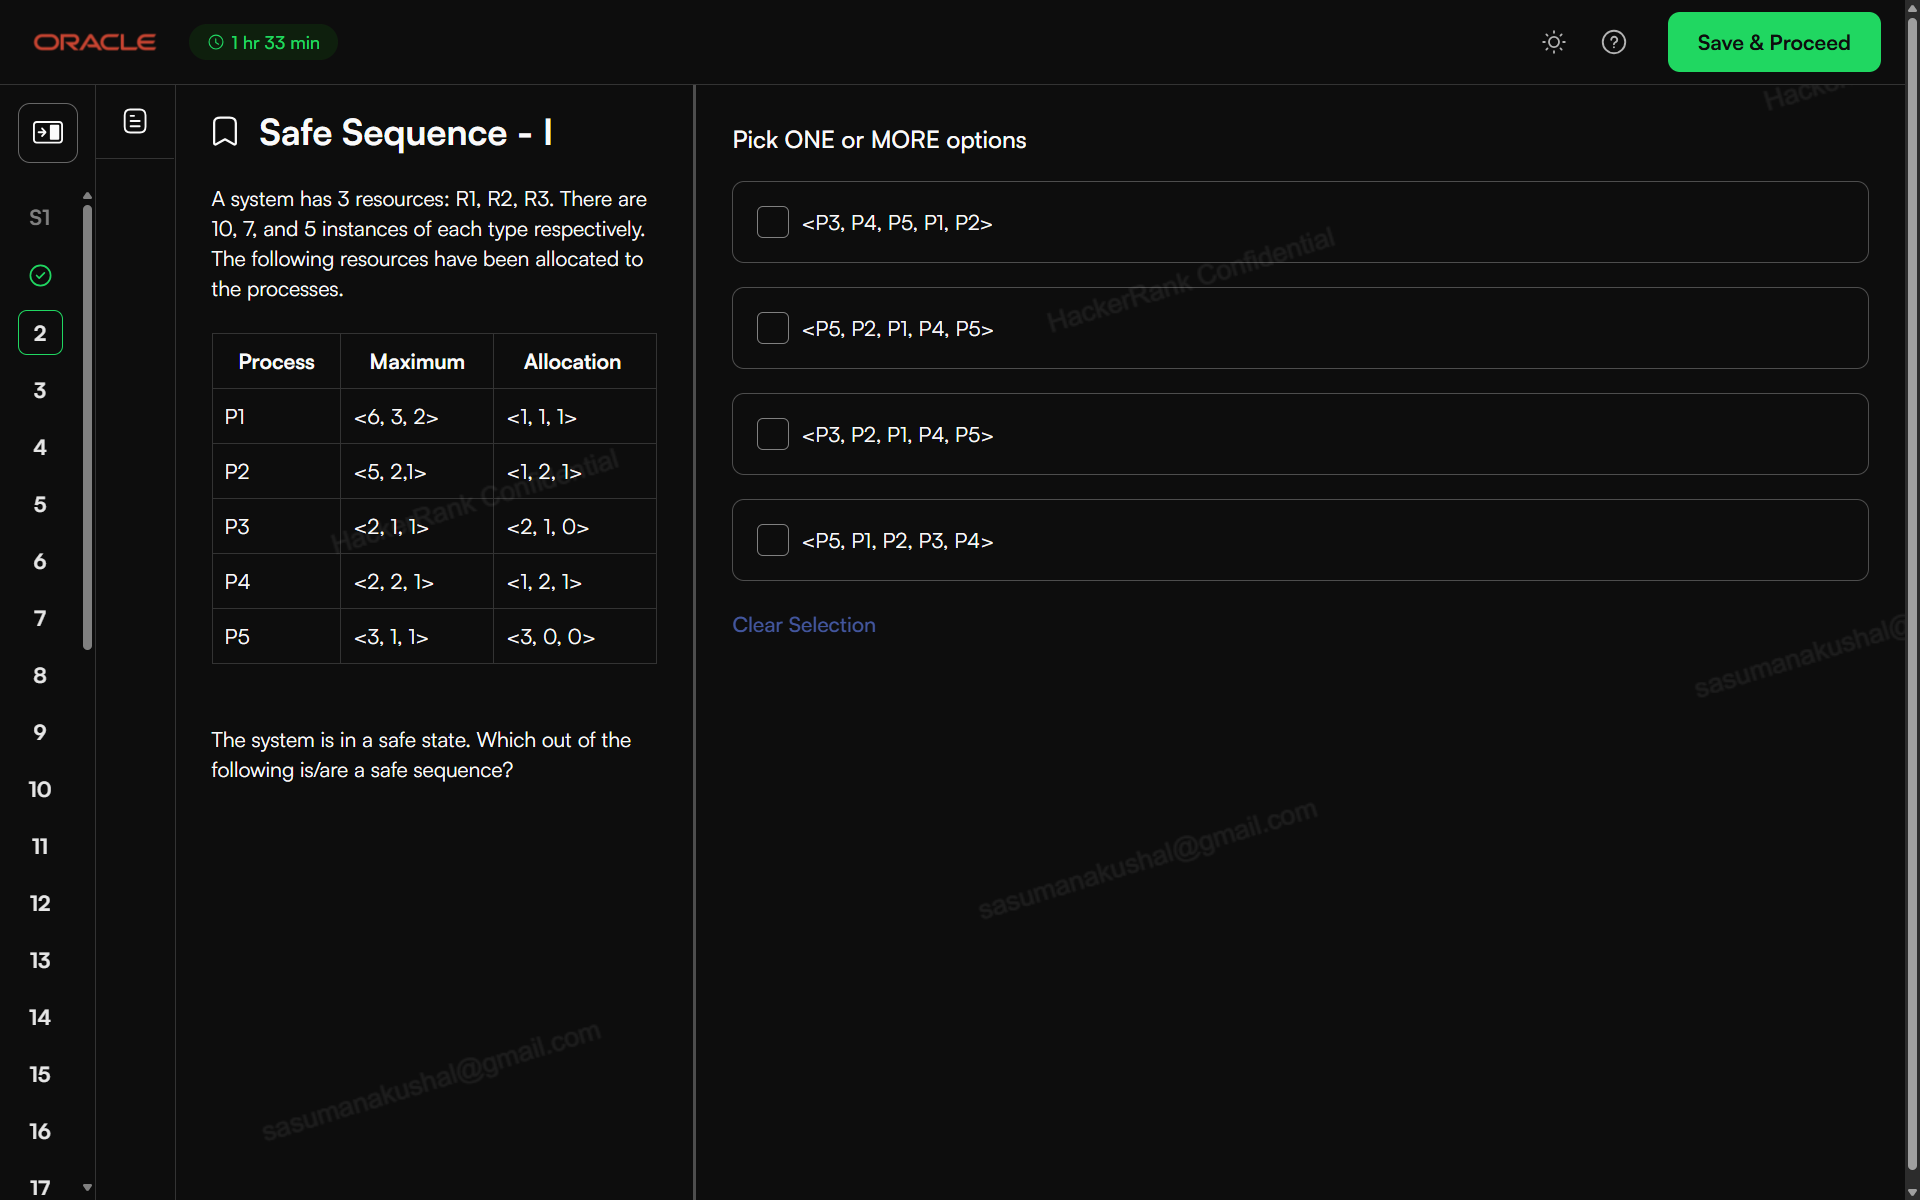 ORACLE
1 hr 33 min
Save & Proceed
S1
2
3
4
5
6
7
8
9
10
11
12
13
14
15
16
17
Safe Sequence - I
A system has 3 resources: R1, R2, R3. There are
10, 7, and 5 instances of each type respectively.
The following resources have been allocated to
the processes.
Process Maximum Allocation
P1 <6, 3, 2> <1, 1, 1>
P2 <5, 2,1> <1, 2, 1>
P3 <2, 1, 1> <2, 1, 0>
P4 <2, 2, 1> <1, 2, 1>
P5 <3, 1, 1> <3, 0, 0>
The system is in a safe state. Which out of the
following is/are a safe sequence?
Pick ONE or MORE options
<P3, P4, P5, P1, P2>
<P5, P2, P1, P4, P5>
<P3, P2, P1, P4, P5>
<P5, P1, P2, P3, P4>
Clear Selection
HackerRank Confidential
HackerRank Confidential
sasumanakushal@
sasumanakushal@gmail.com
sasumanakushal@gmail.com